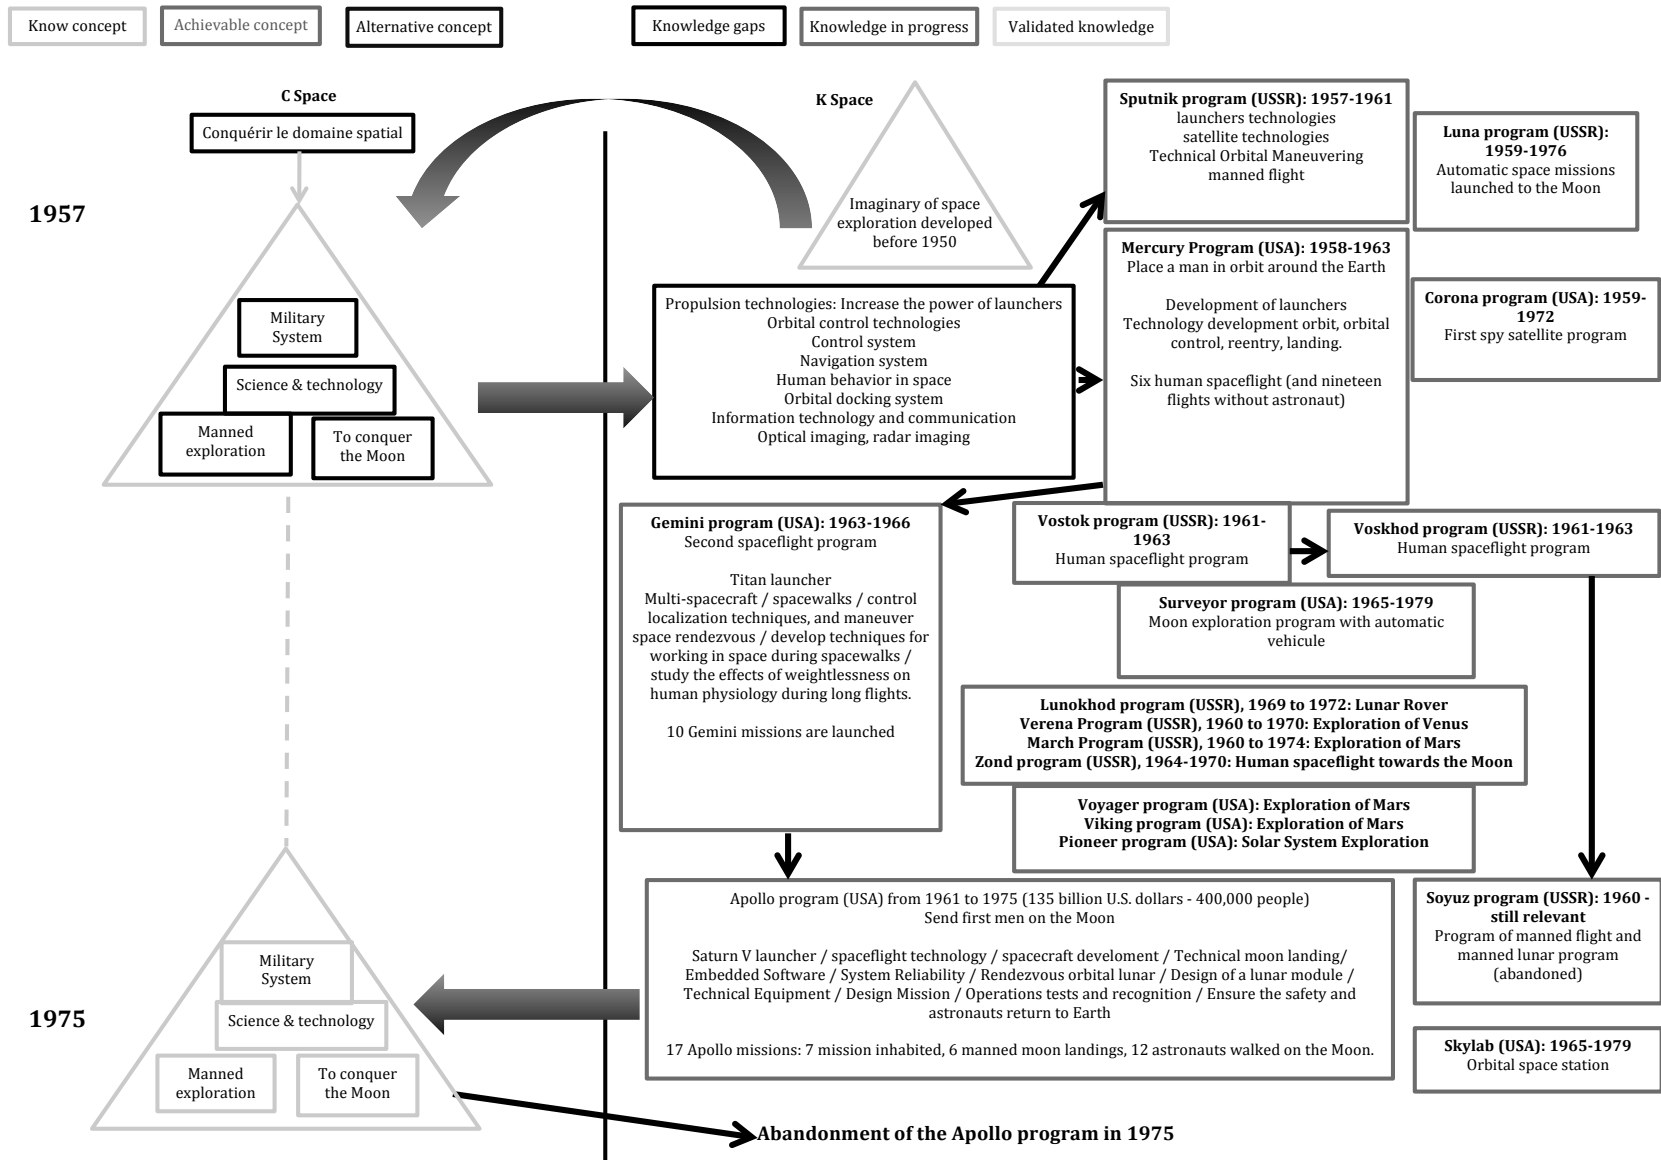 Know concept
Achievable concept
Alternative concept
Knowledge gaps
Knowledge in progress
Validated knowledge
C Space
K Space
Conquérir le domaine spatial
1957
Military
System
Science & technology
Manned
exploration
To conquer
the Moon
Imaginary of space
exploration developed
before 1950
Propulsion technologies: Increase the power of launchers
Orbital control technologies
Control system
Navigation system
Human behavior in space
Orbital docking system
Information technology and communication
Optical imaging, radar imaging
Sputnik program (USSR): 1957-1961
launchers technologies
satellite technologies
Technical Orbital Maneuvering
manned flight
Luna program (USSR):
1959-1976
Automatic space missions
launched to the Moon
Mercury Program (USA): 1958-1963
Place a man in orbit around the Earth
Development of launchers
Technology development orbit, orbital
control, reentry, landing.
Six human spaceflight (and nineteen
flights without astronaut)
Corona program (USA): 1959-
1972
First spy satellite program
Gemini program (USA): 1963-1966
Second spaceflight program
Titan launcher
Multi-spacecraft / spacewalks / control
localization techniques, and maneuver
space rendezvous / develop techniques for
working in space during spacewalks /
study the effects of weightlessness on
human physiology during long flights.
10 Gemini missions are launched
Vostok program (USSR): 1961-
1963
Human spaceflight program
Voskhod program (USSR): 1961-1963
Human spaceflight program
Surveyor program (USA): 1965-1979
Moon exploration program with automatic
vehicule
Lunokhod program (USSR), 1969 to 1972: Lunar Rover
Verena Program (USSR), 1960 to 1970: Exploration of Venus
March Program (USSR), 1960 to 1974: Exploration of Mars
Zond program (USSR), 1964-1970: Human spaceflight towards the Moon
Voyager program (USA): Exploration of Mars
Viking program (USA): Exploration of Mars
Pioneer program (USA): Solar System Exploration
Apollo program (USA) from 1961 to 1975 (135 billion U.S. dollars - 400,000 people)
Send first men on the Moon
Saturn V launcher / spaceflight technology / spacecraft develoment / Technical moon landing/
Embedded Software / System Reliability / Rendezvous orbital lunar / Design of a lunar module /
Technical Equipment / Design Mission / Operations tests and recognition / Ensure the safety and
astronauts return to Earth
17 Apollo missions: 7 mission inhabited, 6 manned moon landings, 12 astronauts walked on the Moon.
Soyuz program (USSR): 1960 -
still relevant
Program of manned flight and
manned lunar program
(abandoned)
Skylab (USA): 1965-1979
Orbital space station
1975
Military
System
Science & technology
Manned
exploration
To conquer
the Moon
Abandonment of the Apollo program in 1975